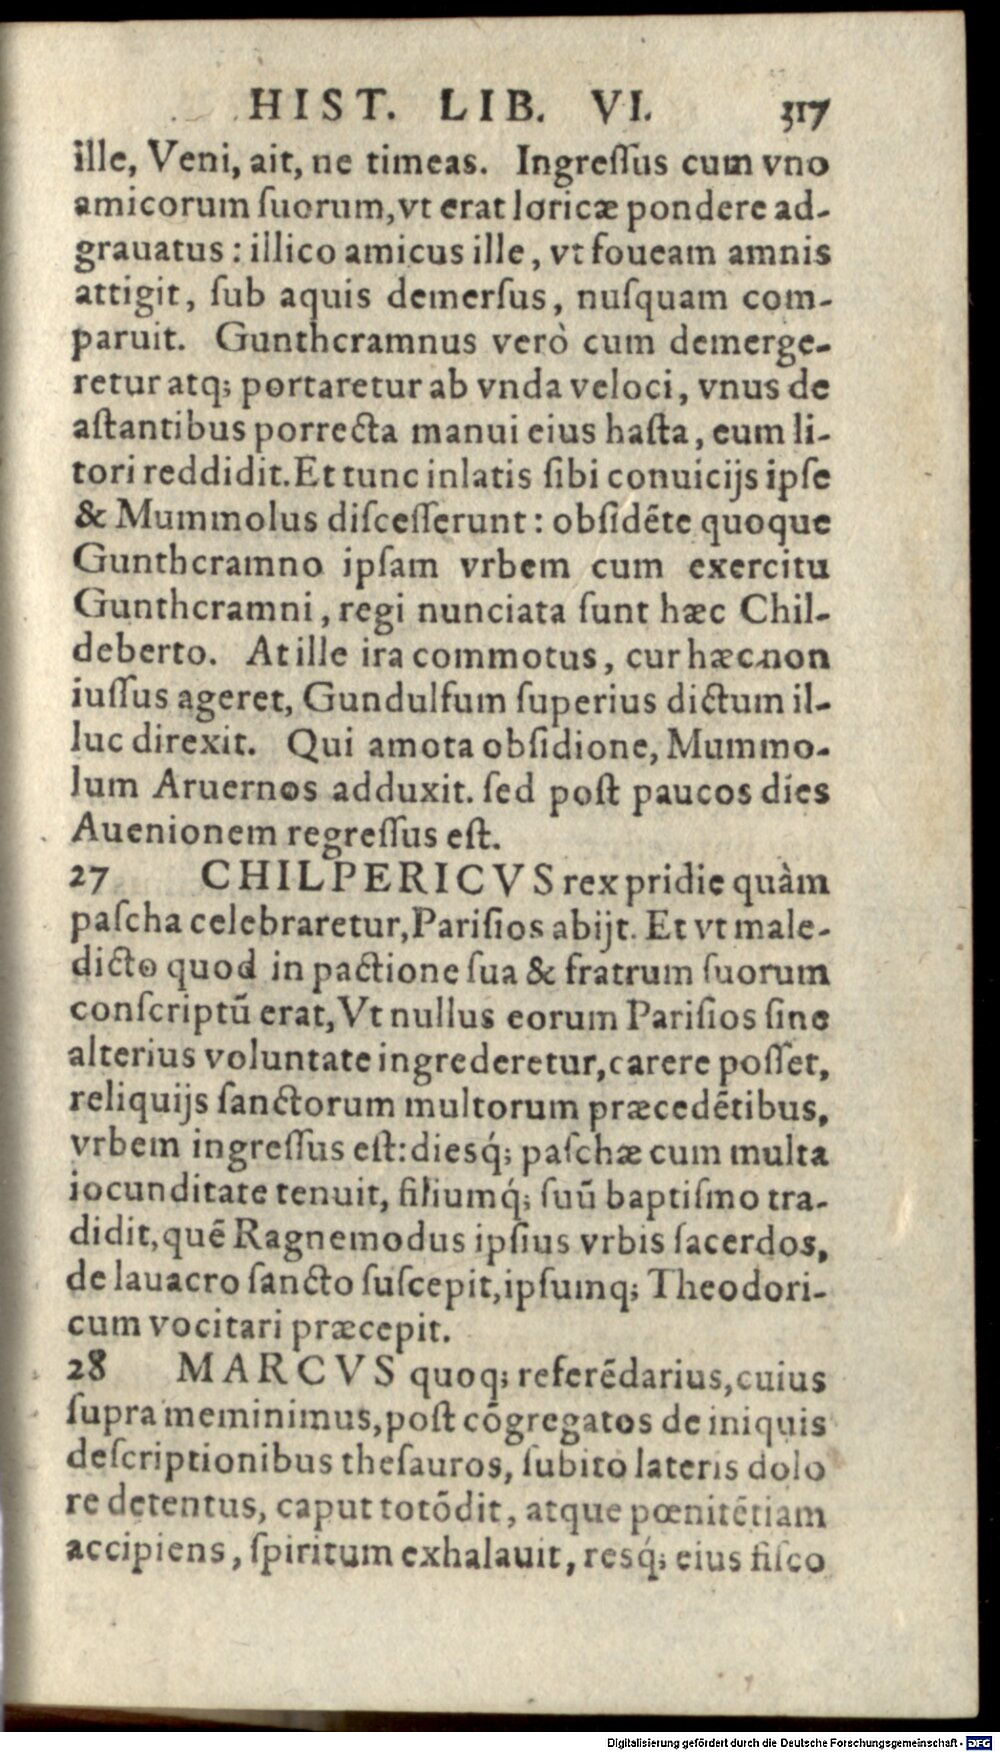 HIST. LIB. VI. 317
ille, Veni, ait, ne timeas. Ingreſſus cum vno
amicorum ſuorum, vt erat loricæ pondere ad-
grauatus : illico amicus ille, vt foueam amnis
attigit, ſub aquis demerſus, nuſquam com-
paruit. Gunthcramnus verò cum demerge-
retur atq; portaretur ab vnda veloci, vnus de
aſtantibus porrecta manui eius haſta, eum li-
tori reddidit. Et tunc inlatis ſibi conuicijs ipſe
& Mummolus diſceſſerunt : obſidẽte quoque
Gunthcramno ipſam vrbem cum exercitu
Gunthcramni, regi nunciata ſunt hæc Chil-
deberto. At ille ira commotus, cur hæc non
iuſſus ageret, Gundulfum ſuperius dictum il-
luc direxit. Qui amota obſidione, Mummo-
lum Aruernos adduxit. ſed poſt paucos dies
Auenionem regreſſus eſt.
27 CHILPERICVS rex pridie quàm
paſcha celebraretur, Pariſios abijt. Et vt male-
dicto quod in pactione ſua & fratrum ſuorum
conſcriptũ erat, Vt nullus eorum Pariſios ſine
alterius voluntate ingrederetur, carere poſſet,
reliquijs ſanctorum multorum præcedẽtibus,
vrbem ingreſſus eſt: diesq́; paſchæ cum multa
iocunditate tenuit, filiumq́; ſuũ baptiſmo tra-
didit, quẽ Ragnemodus ipſius vrbis ſacerdos,
de lauacro ſancto ſuſcepit, ipſumq; Theodori-
cum vocitari præcepit.
28 MARCVS quoq; referẽdarius, cuius
ſupra meminimus, poſt cõgregatos de iniquis
deſcriptionibus theſauros, ſubito lateris dolo
re detentus, caput totõdit, atque pœnitẽtiam
accipiens, ſpiritum exhalauit, resq́; eius fiſco
Digitalisierung gefördert durch die Deutsche Forschungsgemeinschaft - DFG